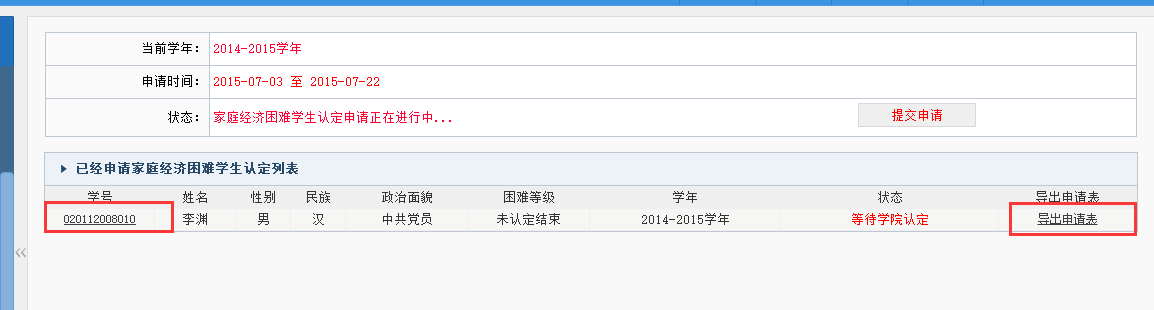 当前学年： 2014-2015学年
申请时间： 2015-07-03 至 2015-07-22
状态： 家庭经济困难学生认定申请正在进行中... 提交申请
已经申请家庭经济困难学生认定列表
学号 姓名 性别 民族 政治面貌 困难等级 学年 状态 导出申请表
020112008010 李渊 男 汉 中共党员 未认定结束 2014-2015学年 等待学院认定 导出申请表